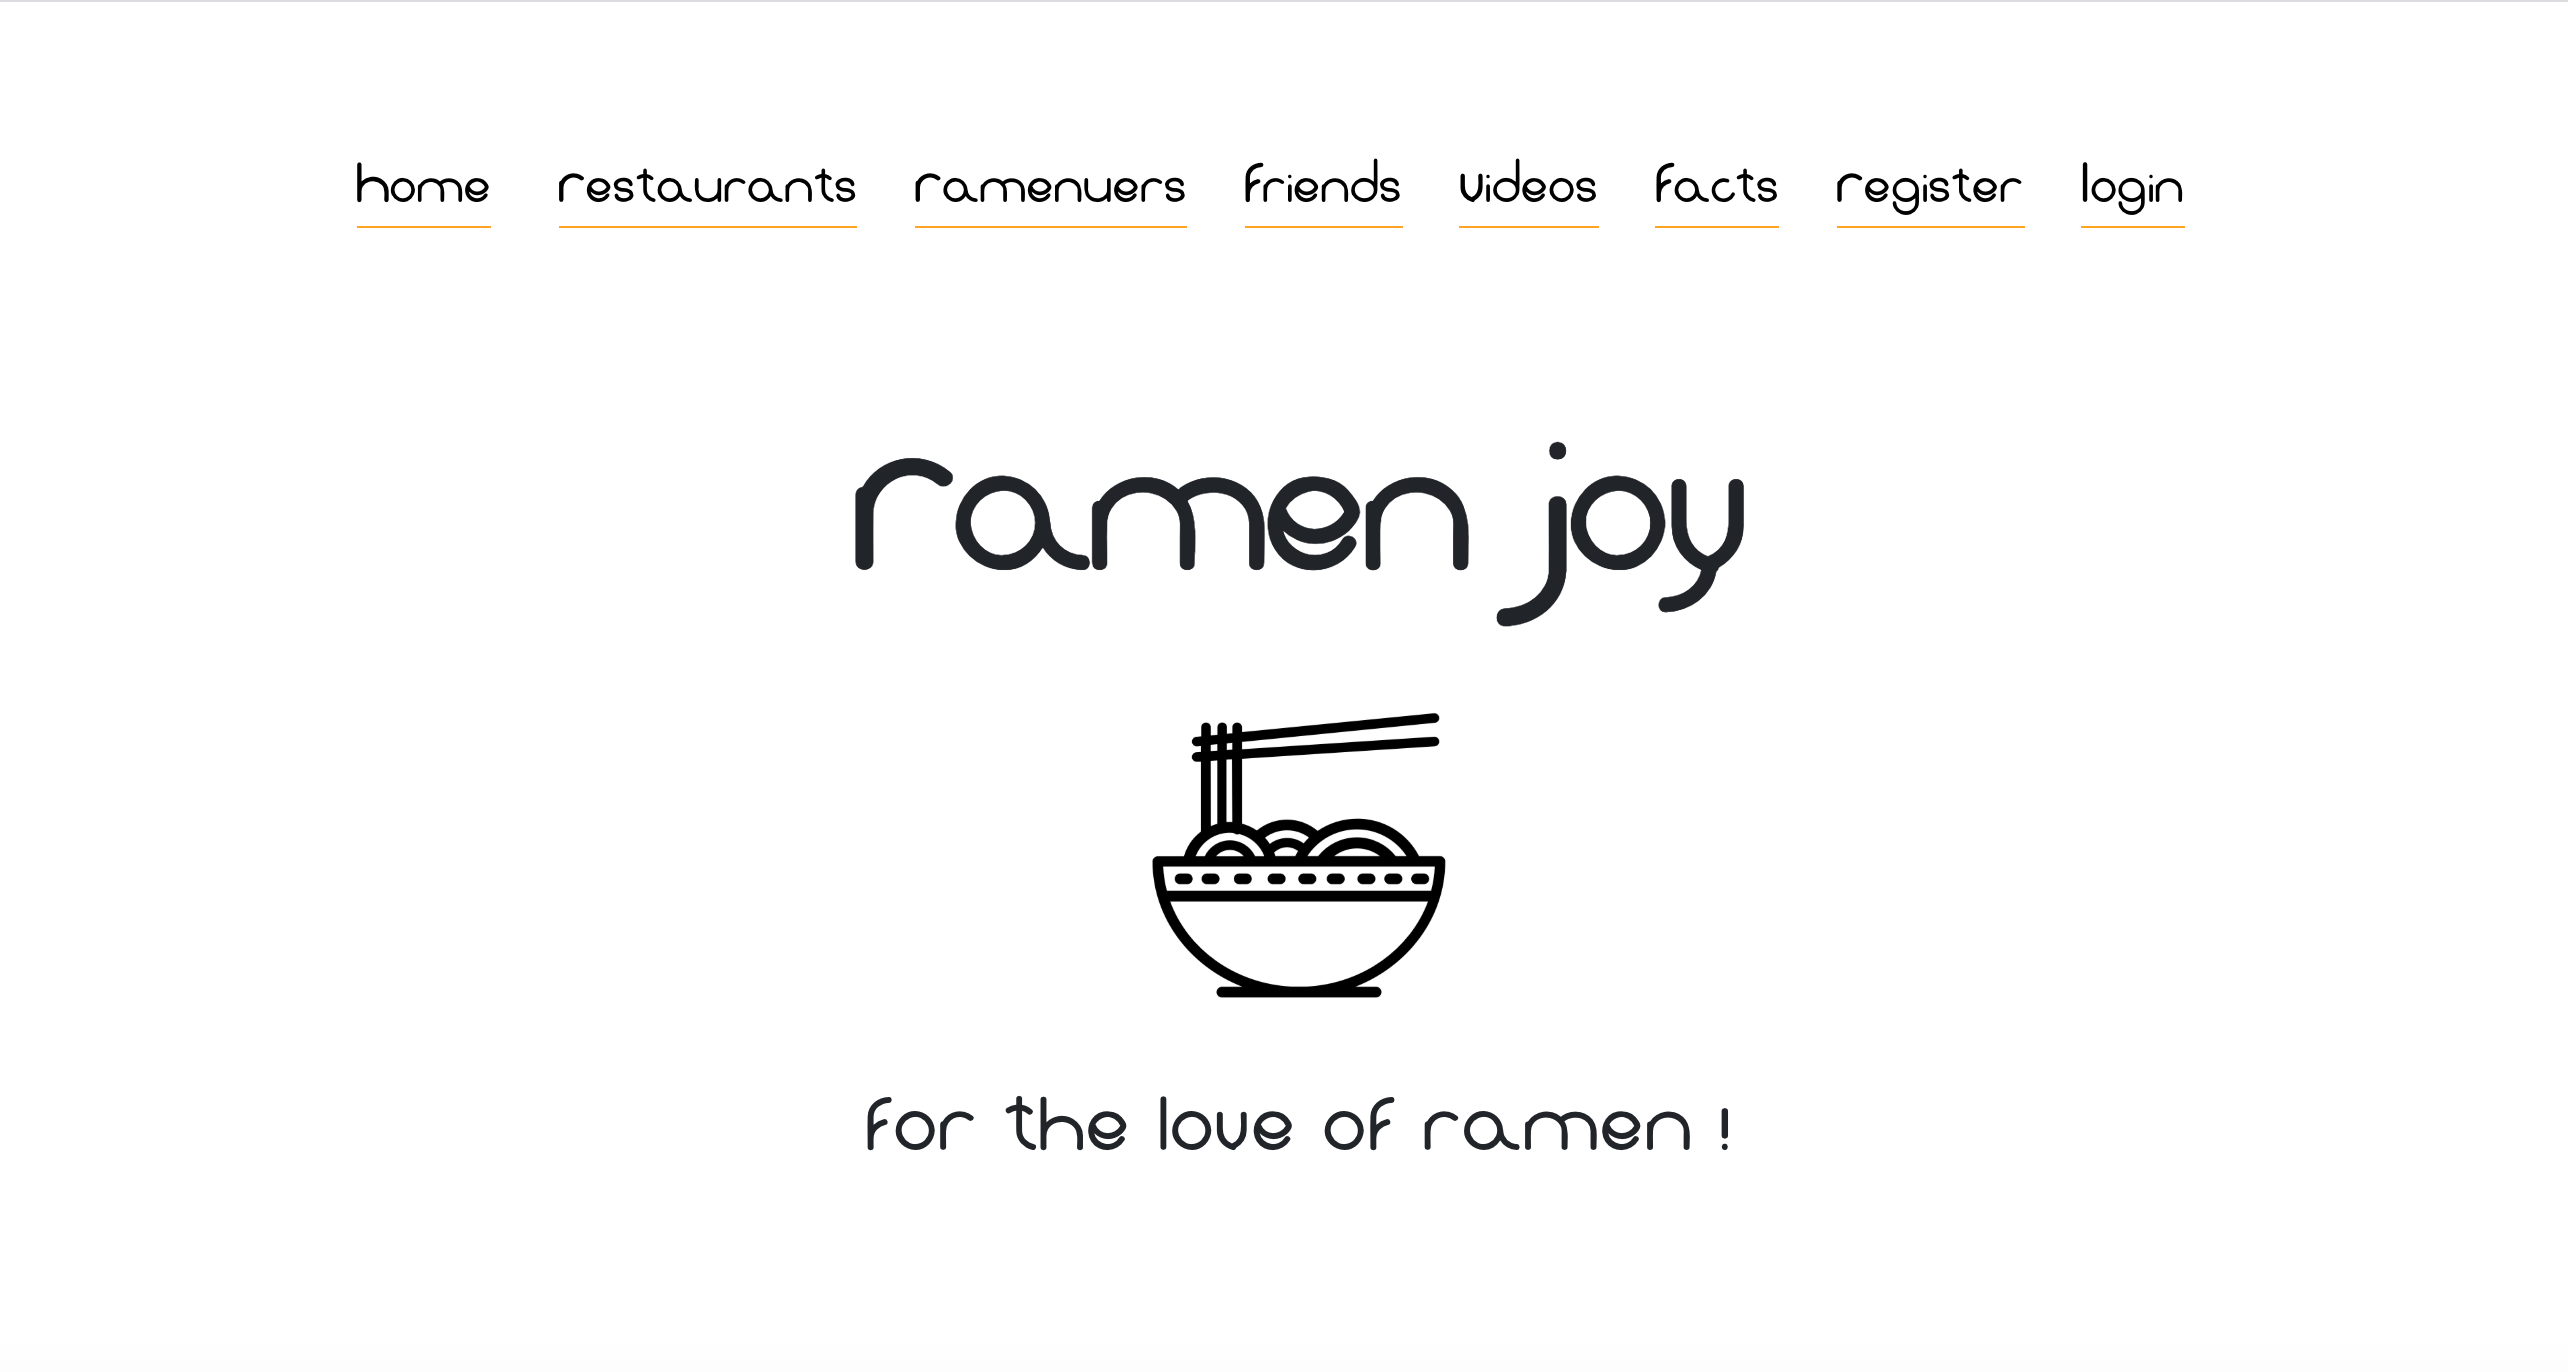 home restaurants ramenuers friends videos facts register login
ramen joy
for the love of ramen !